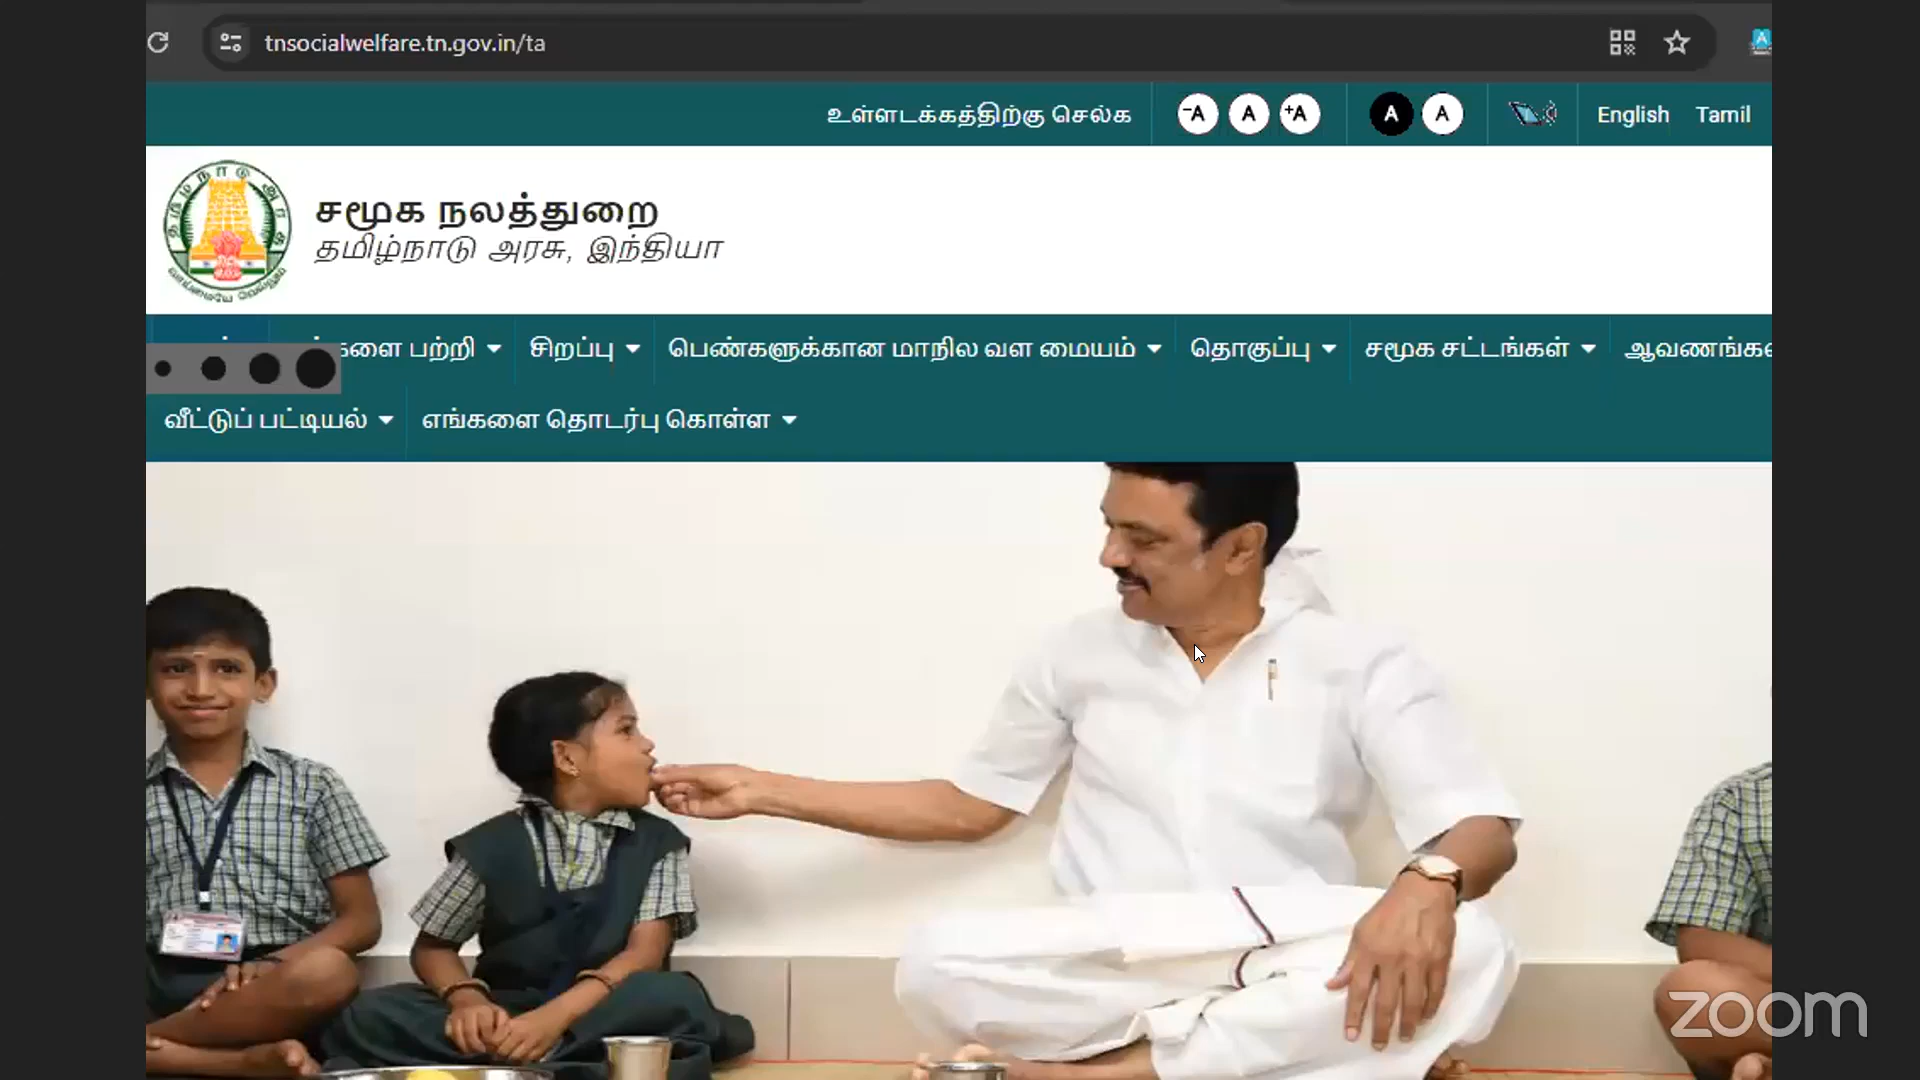 tnsocialwelfare.tn.gov.in/ta
உள்ளடக்கத்திற்கு செல்க -A A +A A A English Tamil
சமூக நலத்துறை
தமிழ்நாடு அரசு, இந்தியா
பற்றி சிறப்பு பெண்களுக்கான மாநில வள மையம் தொகுப்பு சமூக சட்டங்கள்
வீட்டுப் பட்டியல் எங்களை தொடர்பு கொள்ள
zoom